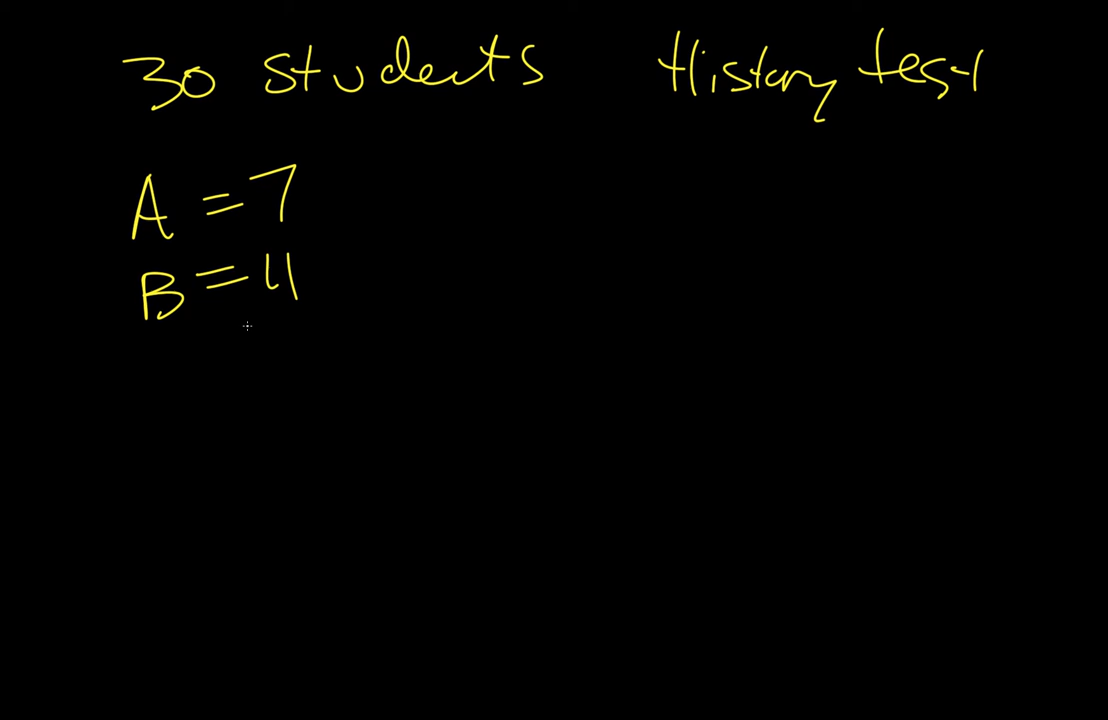 30 students History test
A = 7
B = 11